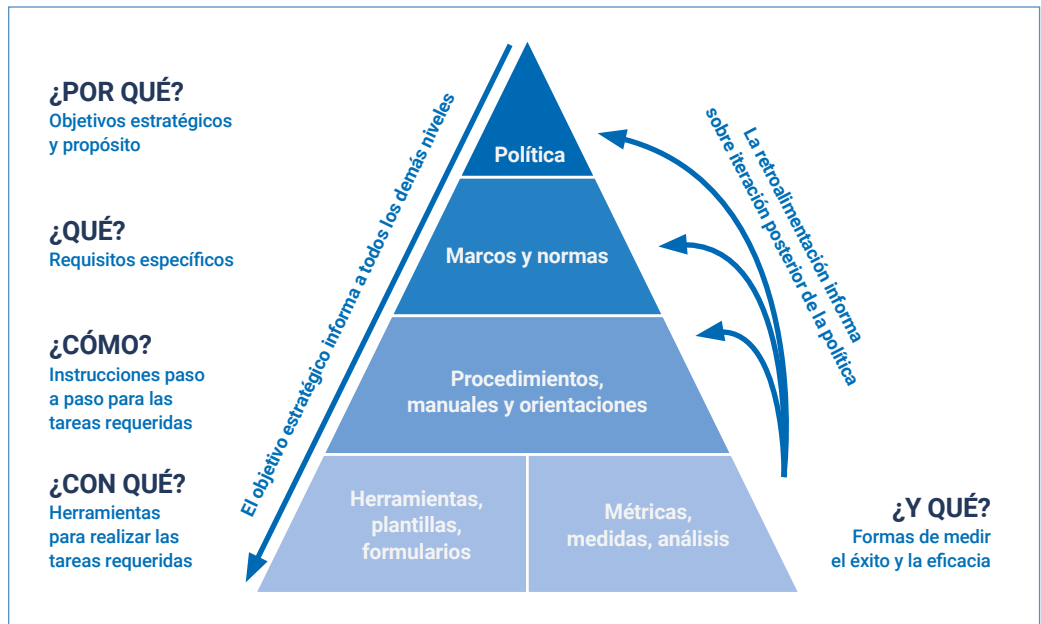 ¿POR QUÉ?
Objetivos estratégicos
y propósito
¿QUÉ?
Requisitos específicos
¿CÓMO?
Instrucciones paso
a paso para las
tareas requeridas
¿CON QUÉ?
Herramientas
para realizar las
tareas requeridas
El objetivo estratégico informa a todos los demás niveles
Política
Marcos y normas
Procedimientos,
manuales y orientaciones
Herramientas,
plantillas,
formularios
Métricas,
medidas, análisis
La retroalimentación informa
sobre iteración posterior de la política
¿Y QUÉ?
Formas de medir
el éxito y la eficacia